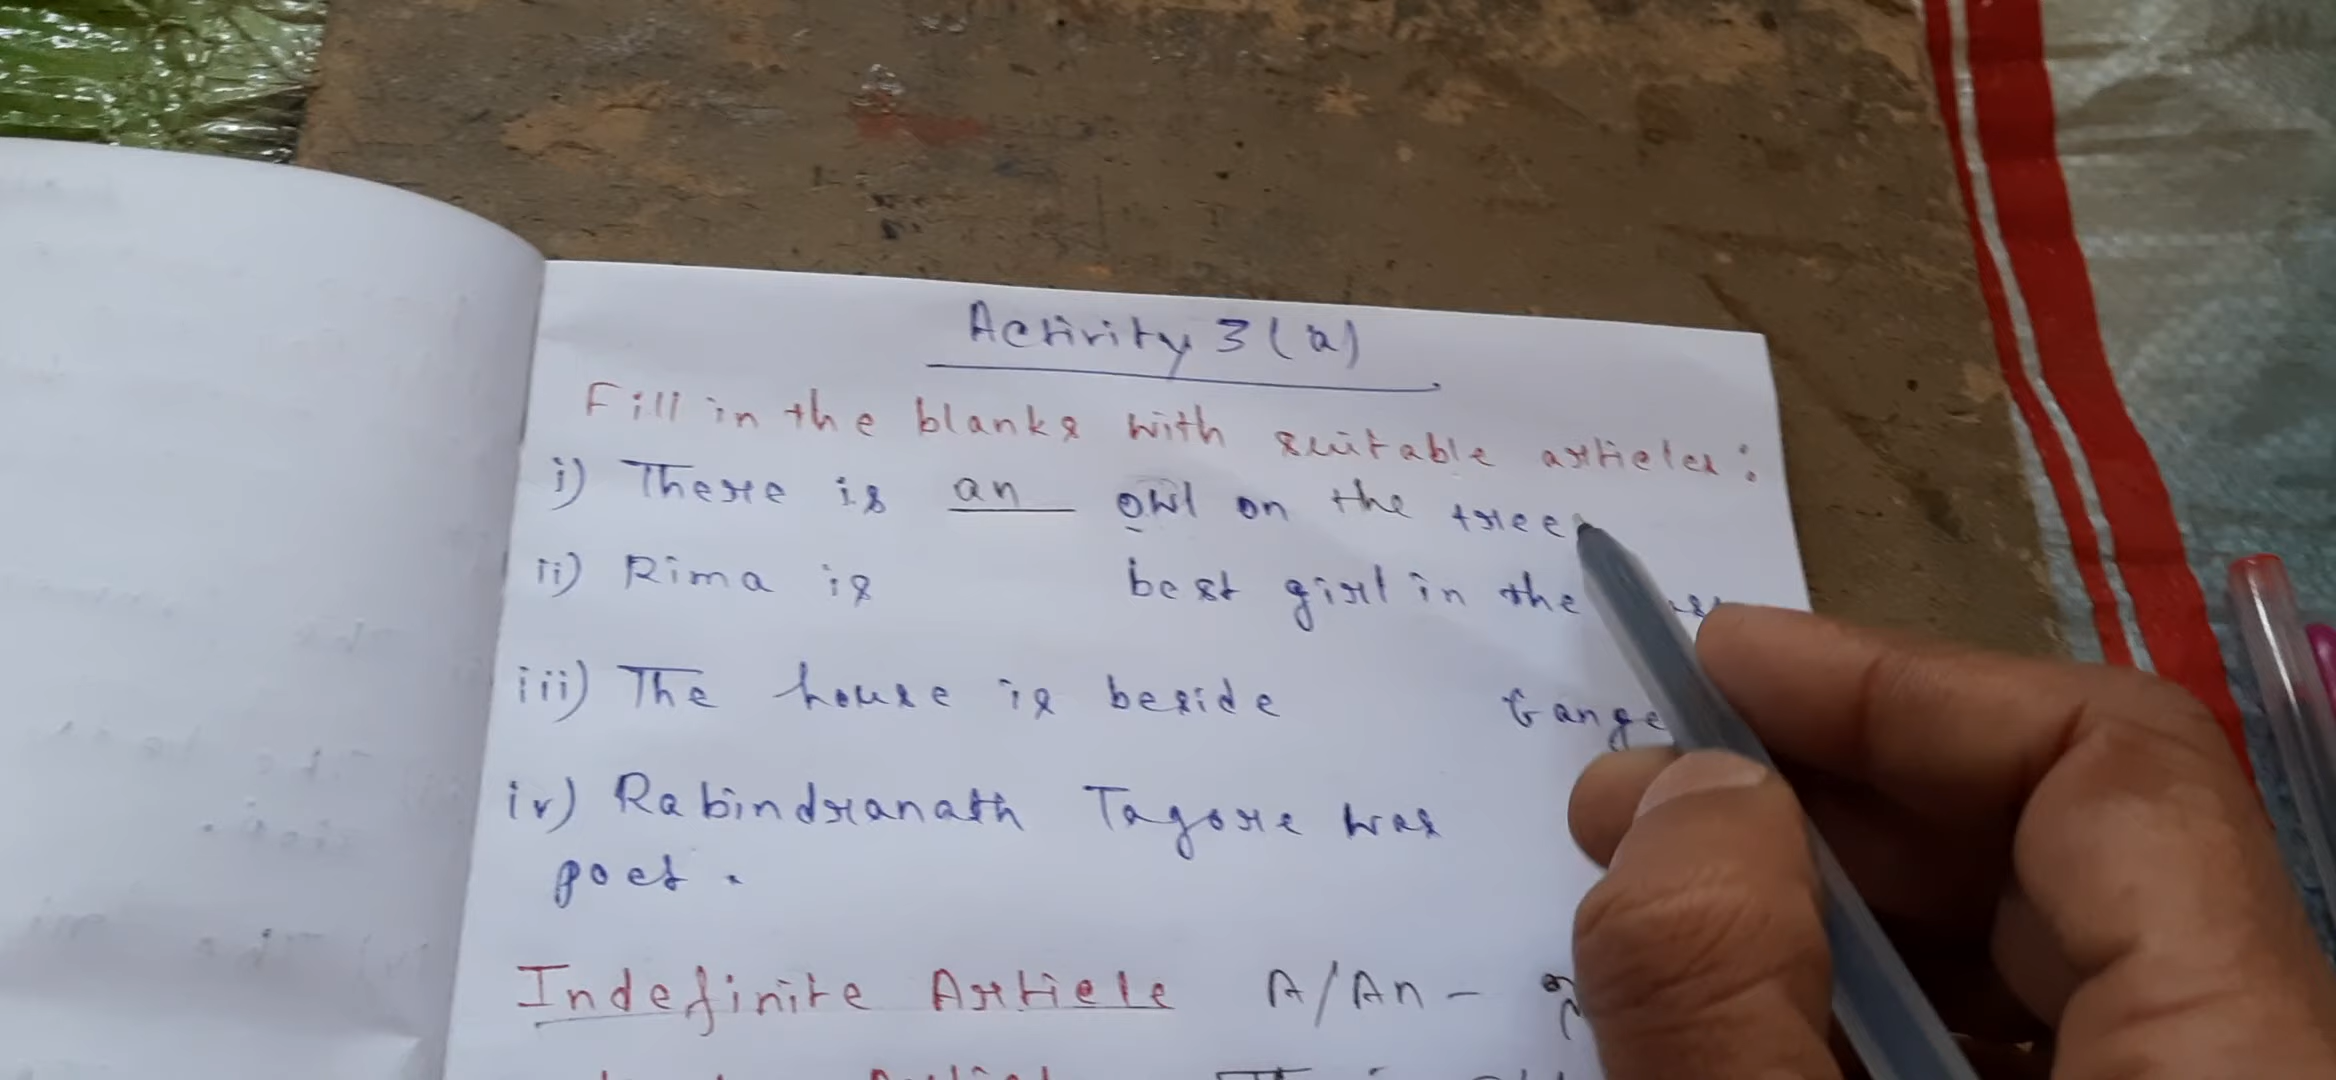 Activity 3 (a)
Fill in the blanks with suitable articles:
i) There is an owl on the tree
ii) Rima is best girl in the
iii) The house is beside
iv) Rabindranath Tagore was
poet.
Indefinite Article A/An -